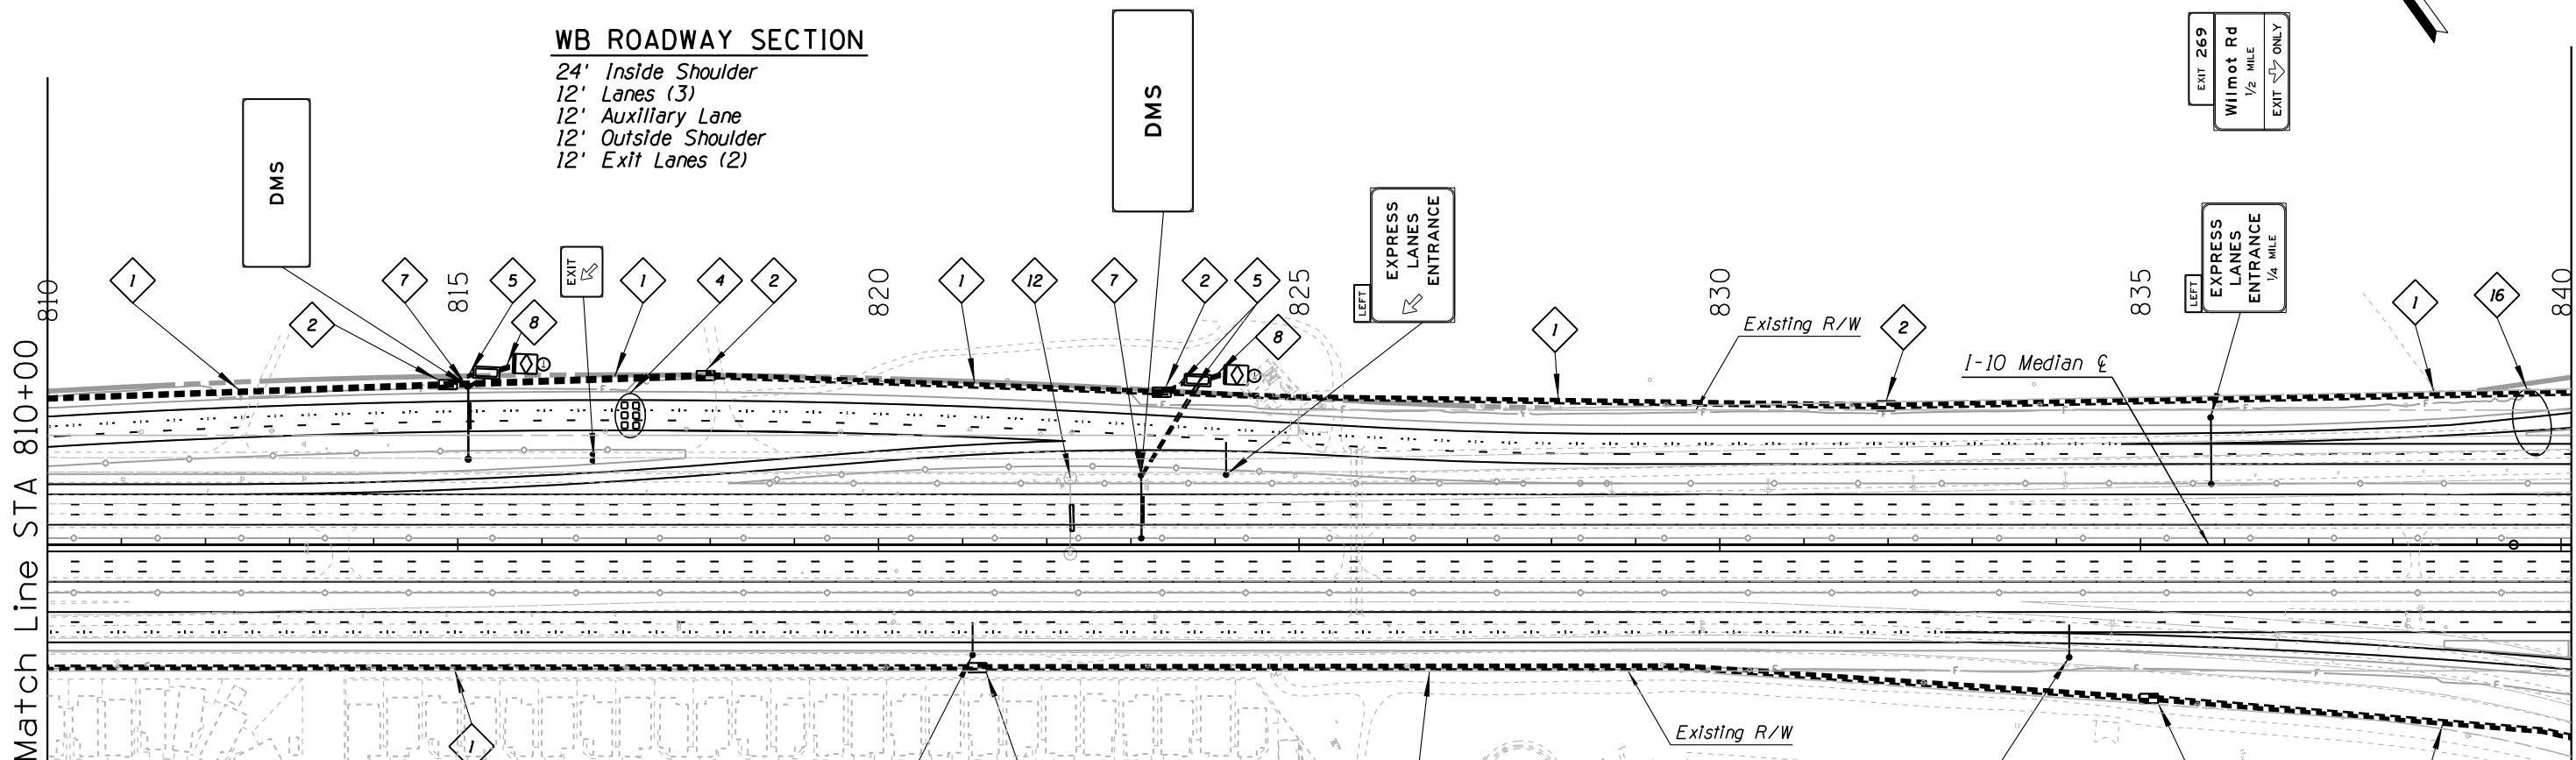 WB ROADWAY SECTION
24' Inside Shoulder
12' Lanes (3)
12' Auxiliary Lane
12' Outside Shoulder
12' Exit Lanes (2)
DMS
DMS
EXIT 269
Wilmot Rd
1/2 MILE
EXIT ONLY
EXIT
LEFT
EXPRESS
LANES
ENTRANCE
LEFT
EXPRESS
LANES
ENTRANCE
1/4 MILE
810
815
820
825
830
835
840
1
2
7
5
8
1
4
2
1
12
7
2
5
8
1
2
1
16
Existing R/W
I-10 Median ℄
Match Line STA 810+00
F
F
F
F
F
F
F
F
F
F
F
F
F
1
Existing R/W